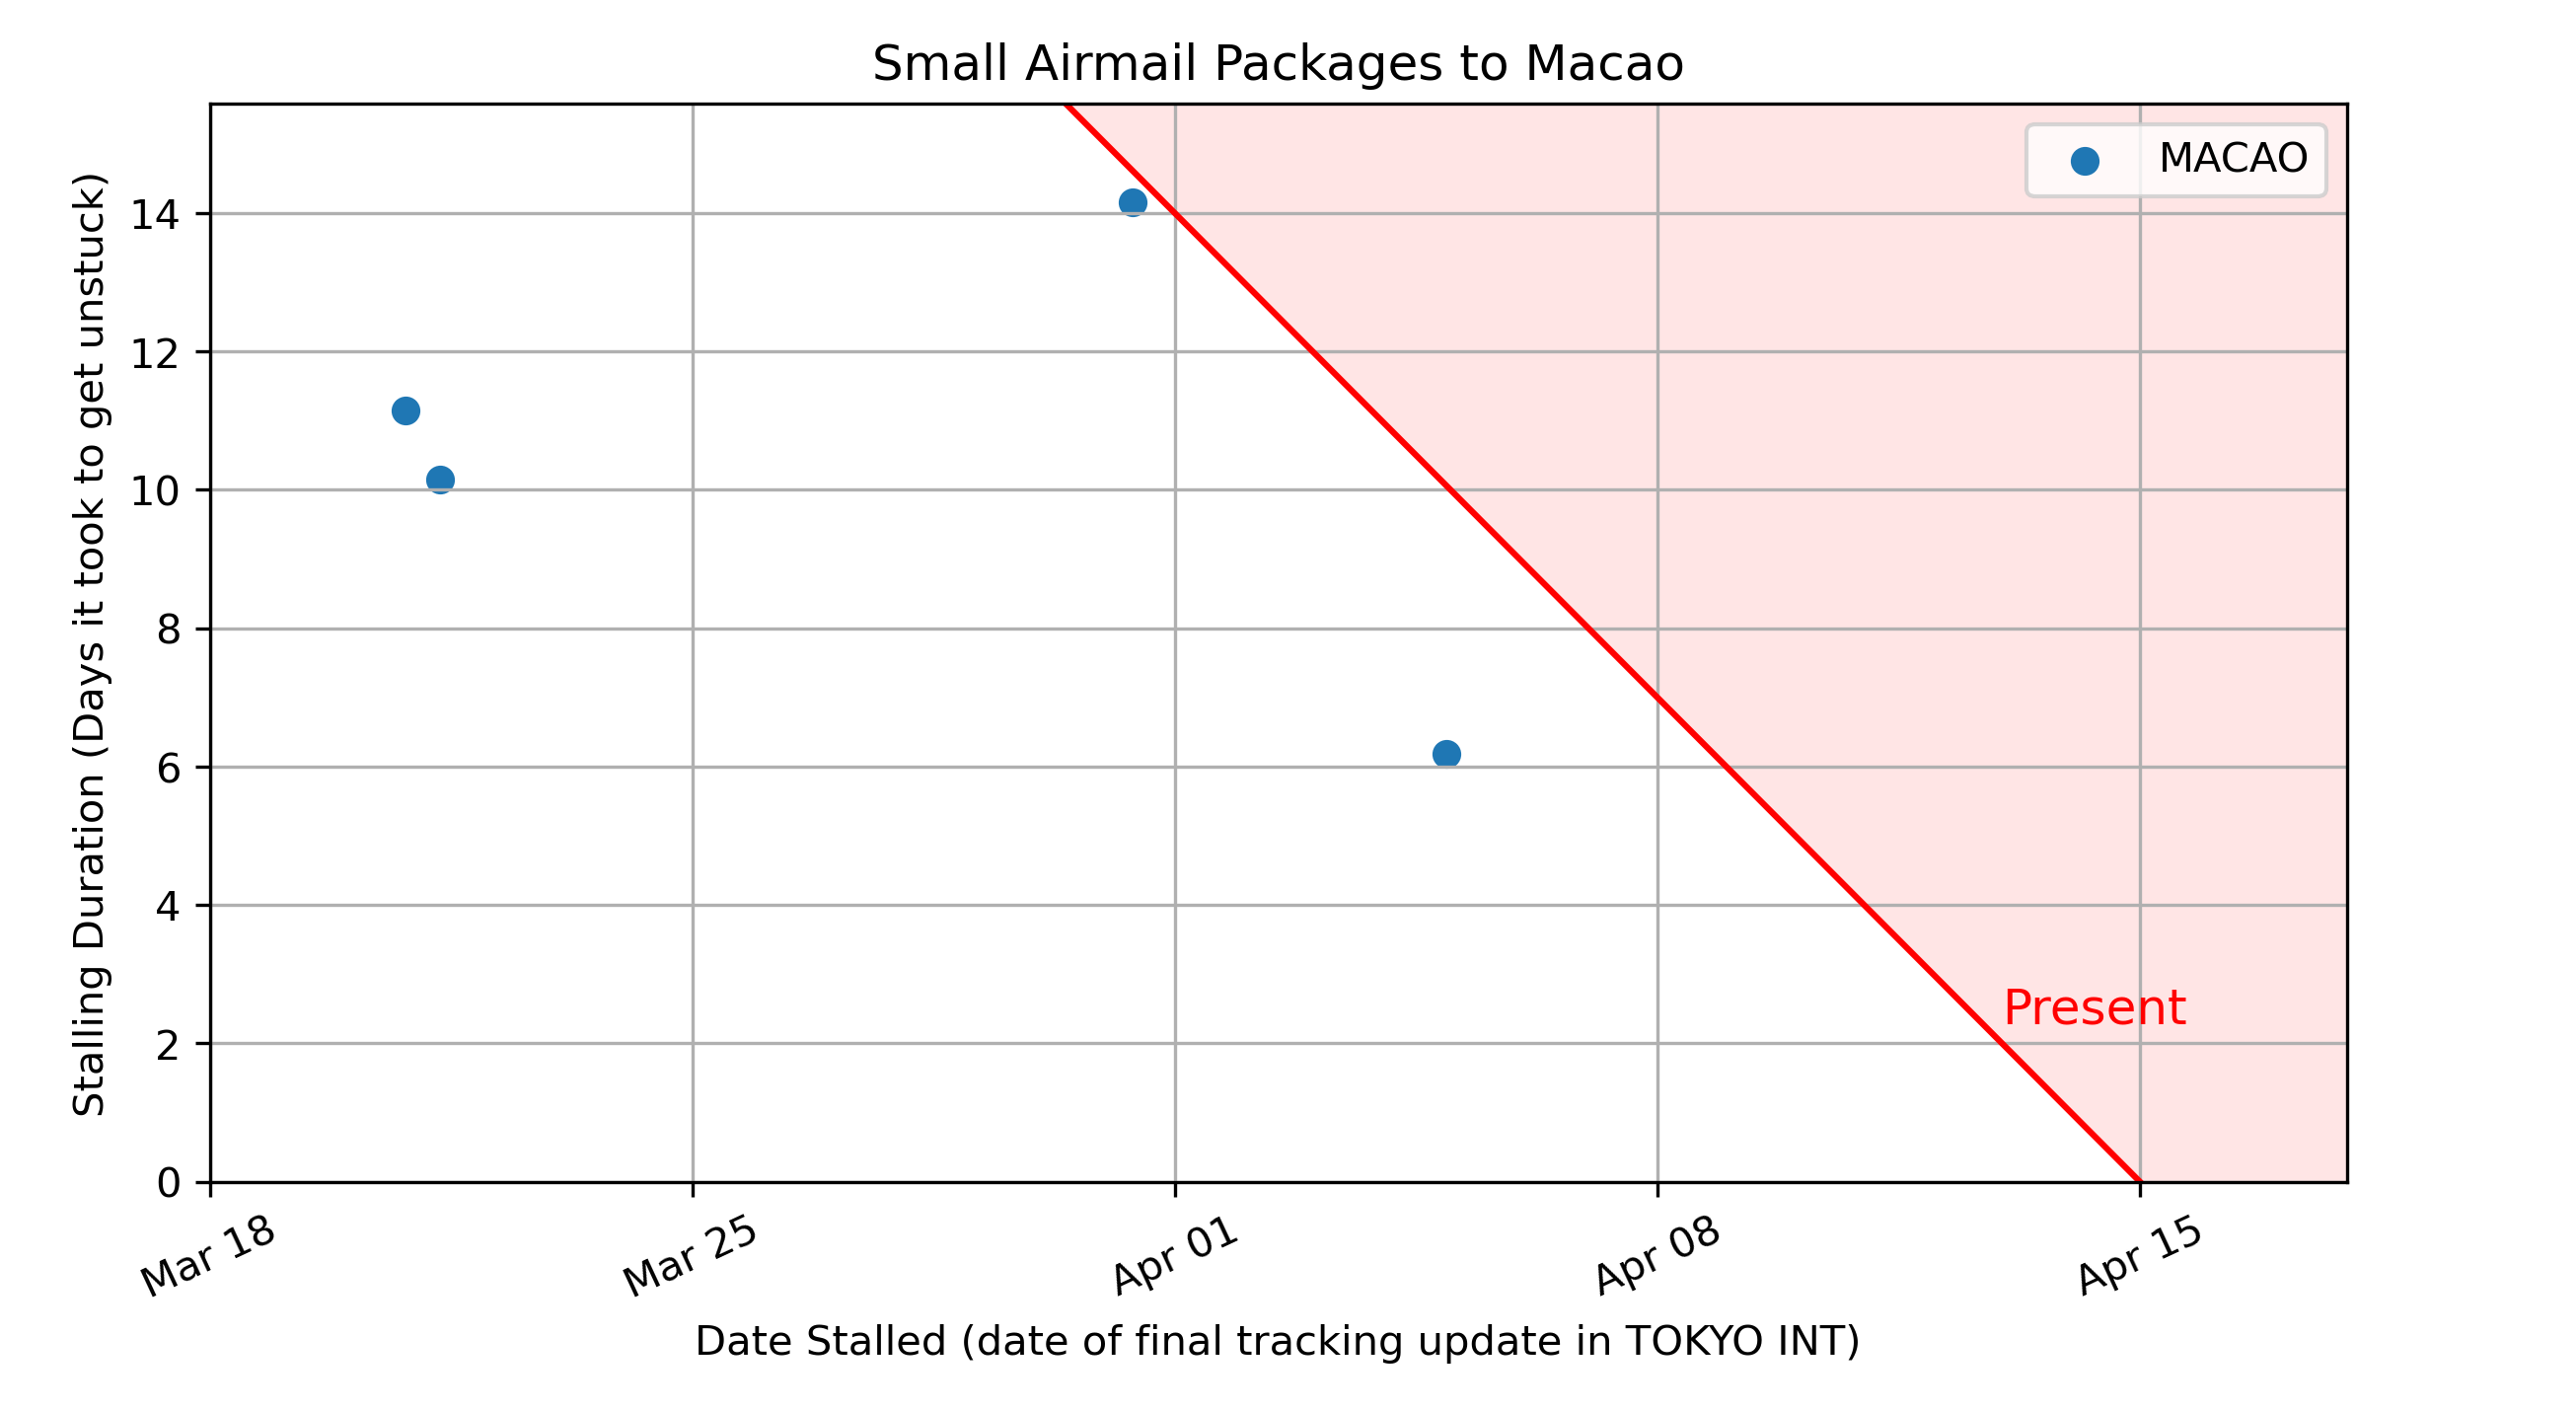 Small Airmail Packages to Macao
MACAO
Stalling Duration (Days it took to get unstuck)
14
12
10
8
6
4
2
0
Present
Mar 18
Mar 25
Apr 01
Apr 08
Apr 15
Date Stalled (date of final tracking update in TOKYO INT)